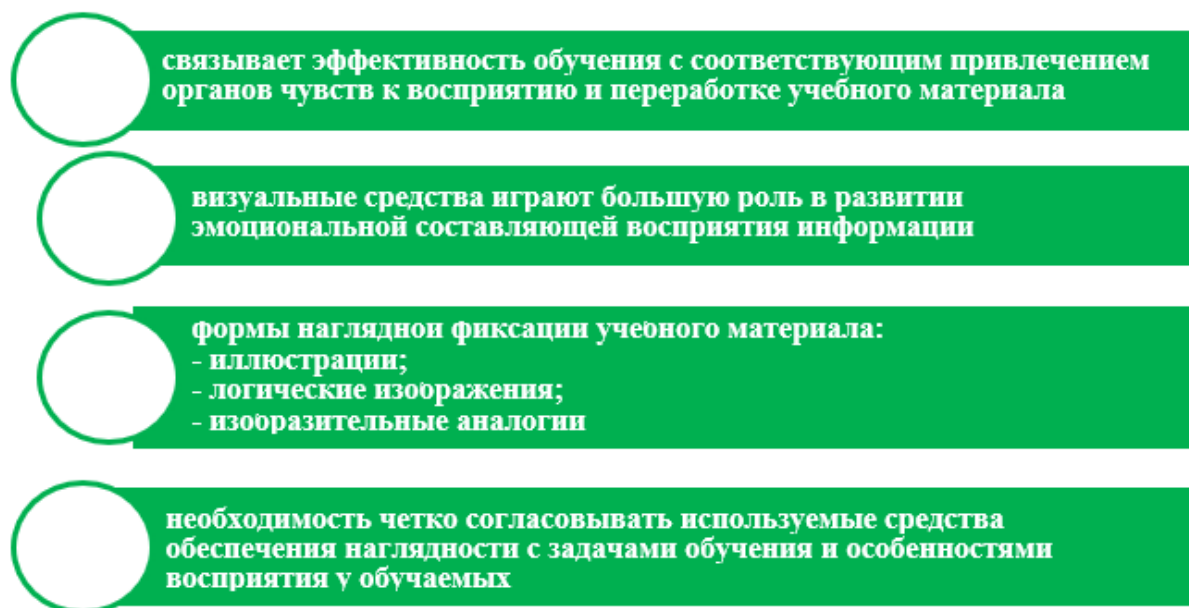 связывает эффективность обучения с соответствующим привлечением
органов чувств к восприятию и переработке учебного материала
визуальные средства играют большую роль в развитии
эмоциональной составляющей восприятия информации
формы наглядной фиксации учебного материала:
- иллюстрации;
- логические изображения;
- изобразительные аналогии
необходимость четко согласовывать используемые средства
обеспечения наглядности с задачами обучения и особенностями
восприятия у обучаемых